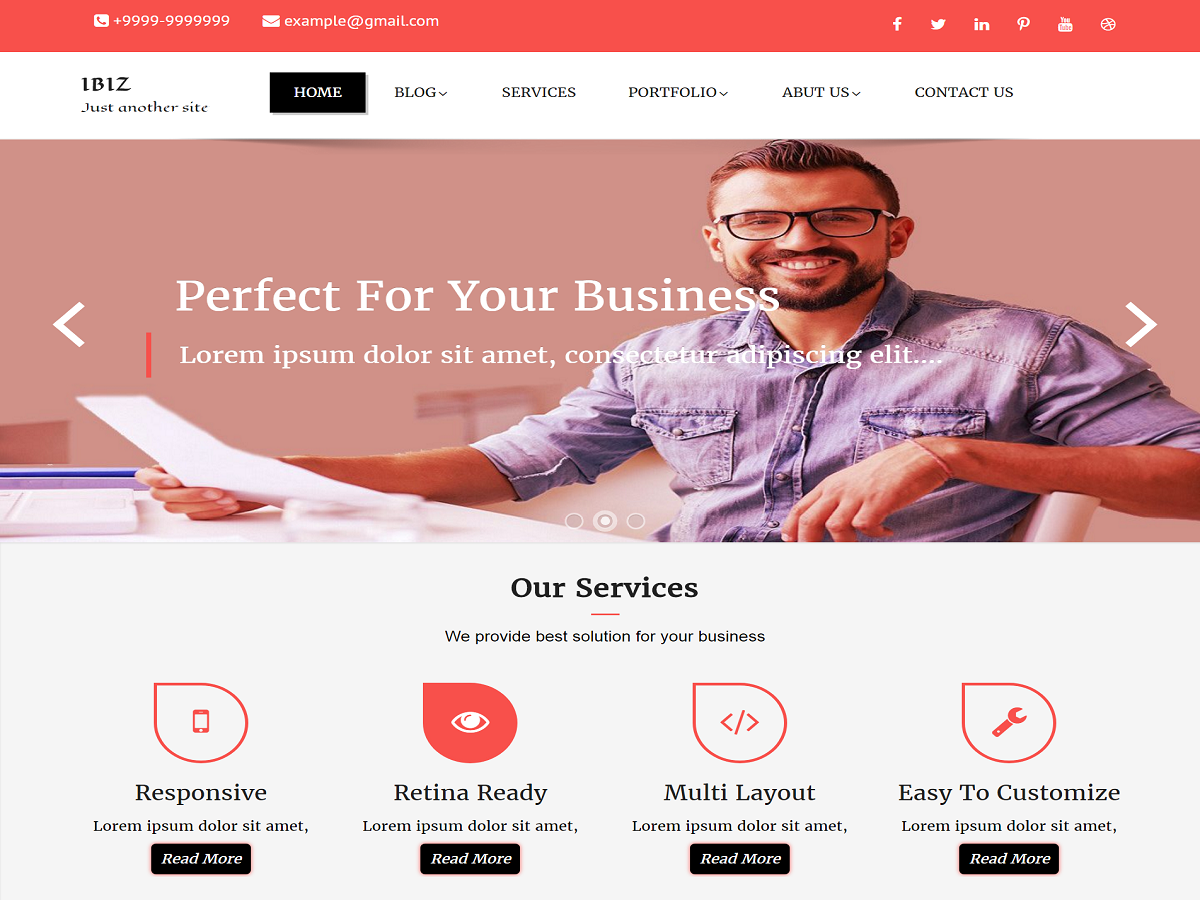 +9999-9999999 example@gmail.com You Tube
IBIZ
Just another site
HOME BLOG SERVICES PORTFOLIO ABUT US CONTACT US
Perfect For Your Business
Lorem ipsum dolor sit amet, consectetur adipiscing elit....
Our Services
We provide best solution for your business
Responsive Retina Ready Multi Layout Easy To Customize
Lorem ipsum dolor sit amet, Lorem ipsum dolor sit amet, Lorem ipsum dolor sit amet, Lorem ipsum dolor sit amet,
Read More Read More Read More Read More